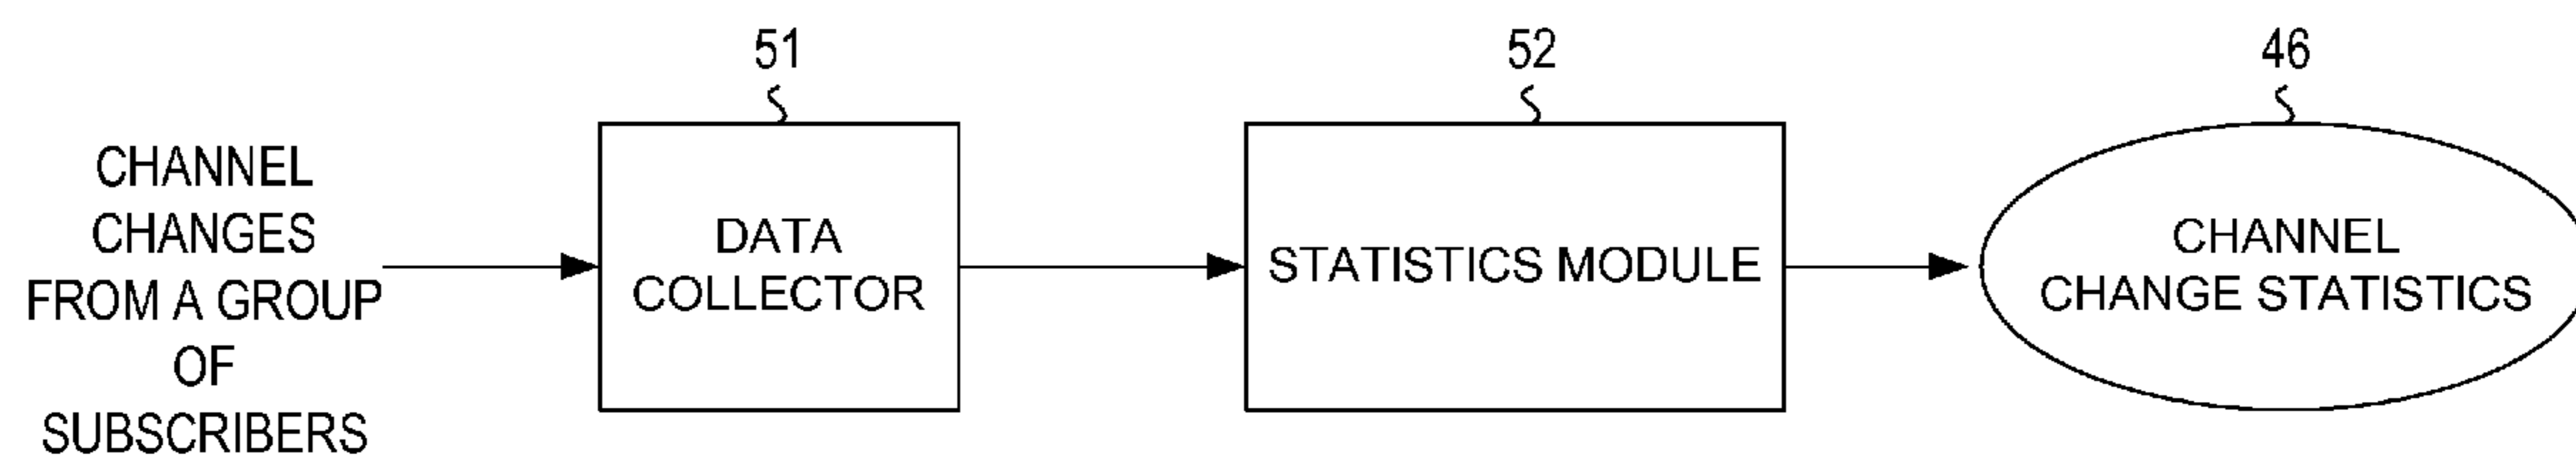 51
52
46
CHANNEL
CHANGES
FROM A GROUP
OF
SUBSCRIBERS
DATA
COLLECTOR
STATISTICS MODULE
CHANNEL
CHANGE STATISTICS